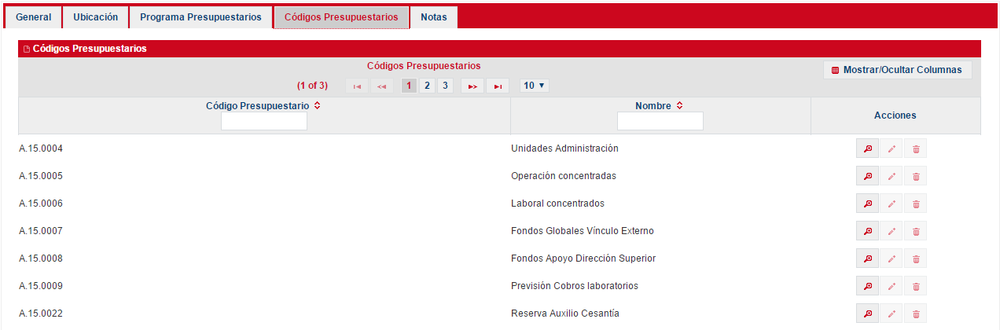 General Ubicación Programa Presupuestarios Códigos Presupuestarios Notas
Códigos Presupuestarios
Códigos Presupuestarios
Mostrar/Ocultar Columnas
(1 of 3) 1 2 3 10
Código Presupuestario Nombre Acciones
A.15.0004 Unidades Administración
A.15.0005 Operación concentradas
A.15.0006 Laboral concentrados
A.15.0007 Fondos Globales Vínculo Externo
A.15.0008 Fondos Apoyo Dirección Superior
A.15.0009 Previsión Cobros laboratorios
A.15.0022 Reserva Auxilio Cesantía